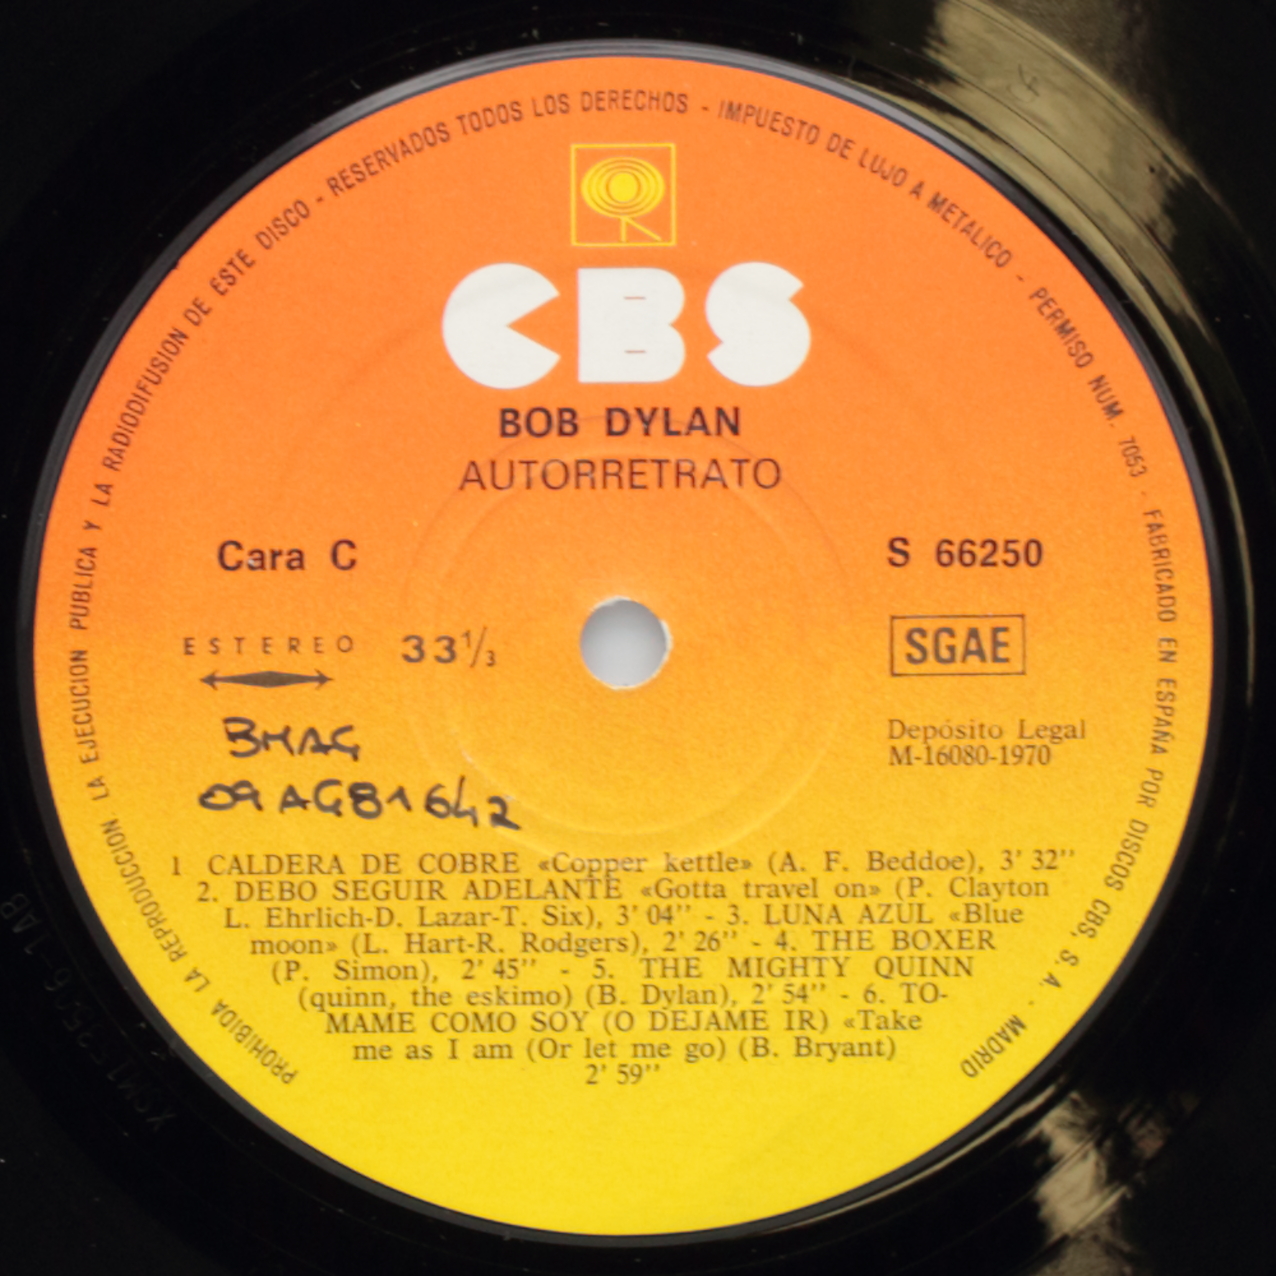 PROHIBIDA LA REPRODUCCION, LA EJECUCION PUBLICA Y LA RADIODIFUSION DE ESTE DISCO - RESERVADOS TODOS LOS DERECHOS - IMPUESTO DE LUJO A METALICO - PERMISO NUM. 7053 - FABRICADO EN ESPAÑA POR DISCOS CBS, S. A. - MADRID
CBS
BOB DYLAN
AUTORRETRATO
Cara C
S 66250
ESTEREO 33 1/3
SGAE
BMAG
09AG81642
Depósito Legal
M-16080-1970
1 CALDERA DE COBRE «Copper kettle» (A. F. Beddoe), 3' 32''
2. DEBO SEGUIR ADELANTE «Gotta travel on» (P. Clayton
L. Ehrlich-D. Lazar-T. Six), 3' 04'' - 3. LUNA AZUL «Blue
moon» (L. Hart-R. Rodgers), 2' 26'' - 4. THE BOXER
(P. Simon), 2' 45'' - 5. THE MIGHTY QUINN
(quinn, the eskimo) (B. Dylan), 2' 54'' - 6. TO-
MAME COMO SOY (O DEJAME IR) «Take
me as I am (Or let me go) (B. Bryant)
2' 59''